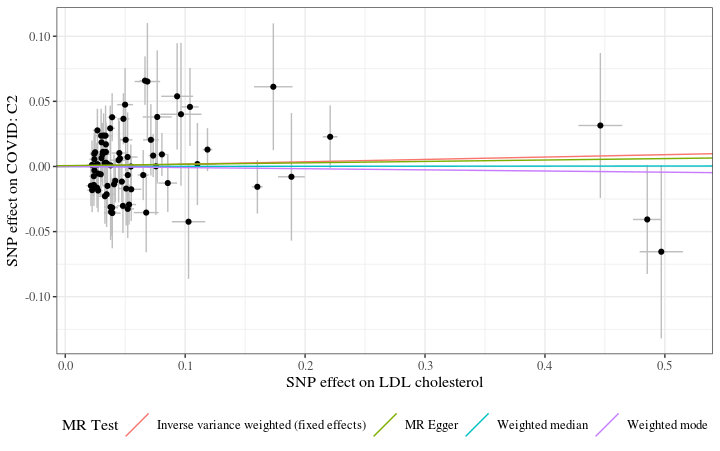 SNP effect on COVID: C2
0.10
0.05
0.00
-0.05
-0.10
0.0 0.1 0.2 0.3 0.4 0.5
SNP effect on LDL cholesterol
MR Test Inverse variance weighted (fixed effects) MR Egger Weighted median Weighted mode